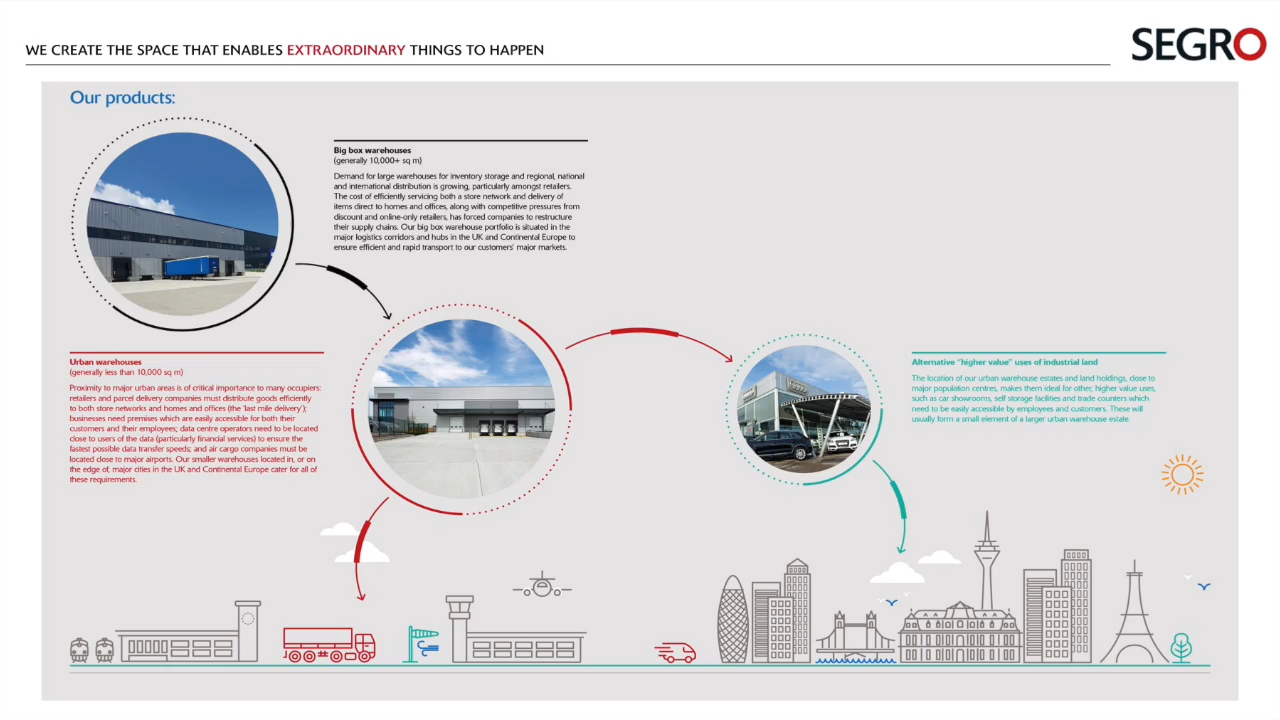 WE CREATE THE SPACE THAT ENABLES EXTRAORDINARY THINGS TO HAPPEN
SEGRO
Our products:
Big box warehouses
(generally 10,000+ sq m)
Demand for large warehouses for inventory storage and regional, national
and international distribution is growing, particularly amongst retailers.
The cost of efficiently servicing both a store network and delivery of
items direct to homes and offices, along with competitive pressures from
discount and online-only retailers, has forced companies to restructure
their supply chains. Our big box warehouse portfolio is situated in the
major logistics corridors and hubs in the UK and Continental Europe to
ensure efficient and rapid transport to our customers' major markets.
Urban warehouses
(generally less than 10,000 sq m)
Proximity to major urban areas is of critical importance to many occupiers:
retailers and parcel delivery companies must distribute goods efficiently
to both store networks and homes and offices (the 'last mile delivery');
businesses need premises which are easily accessible for both their
customers and their employees; data centre operators need to be located
close to users of the data (particularly financial services) to ensure the
fastest possible data transfer speeds; and air cargo companies must be
located close to major airports. Our smaller warehouses located in, or on
the edge of, major cities in the UK and Continental Europe cater for all of
these requirements.
Alternative "higher value" uses of industrial land
The location of our urban warehouse estates and land holdings, close to
major population centres, makes them ideal for other, higher value uses,
such as car showrooms, self storage facilities and trade counters which
need to be easily accessible by employees and customers. These will
usually form a small element of a larger urban warehouse estate.